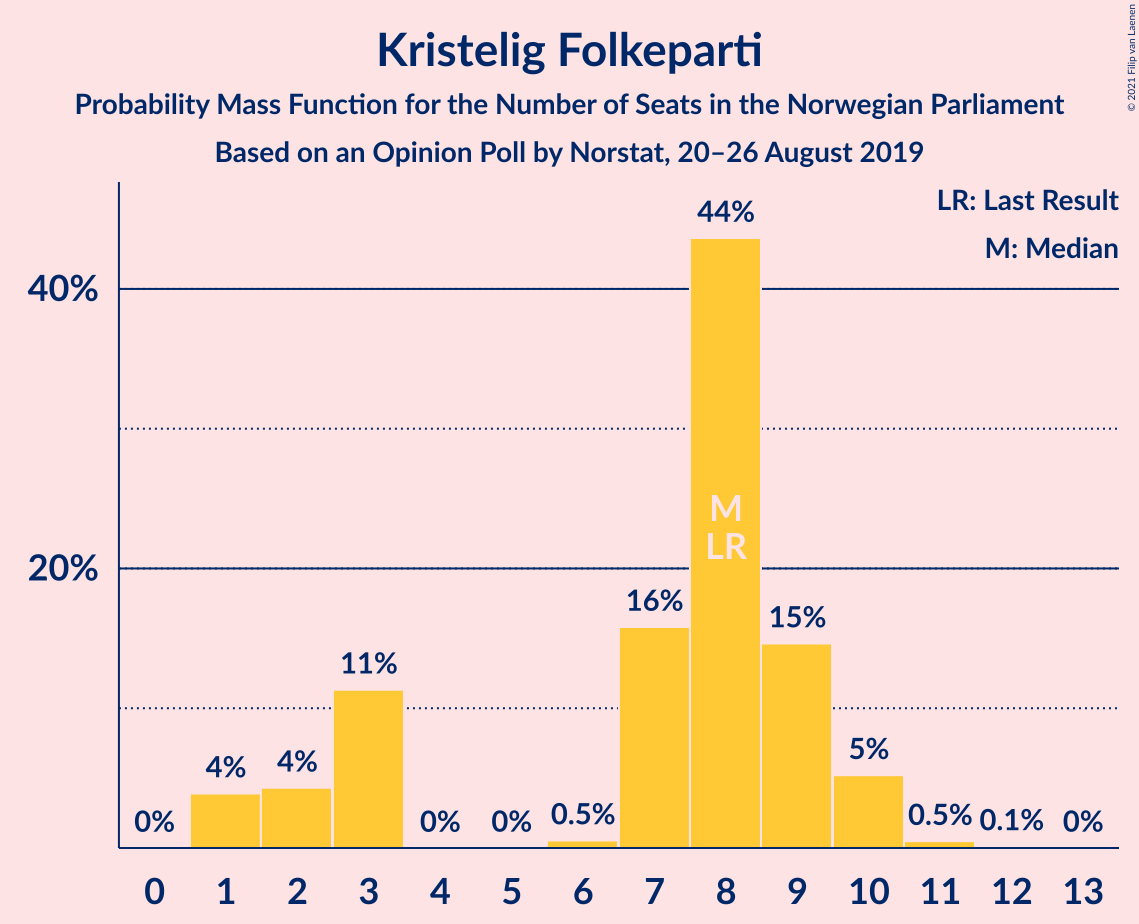 Kristelig Folkeparti
Probability Mass Function for the Number of Seats in the Norwegian Parliament
Based on an Opinion Poll by Norstat, 20–26 August 2019
© 2021 Filip van Laenen
LR: Last Result
M: Median
40%
20%
0%
4%
4%
11%
0%
0%
0.5%
16%
44%
15%
5%
0.5%
0.1%
0%
M
LR
0 1 2 3 4 5 6 7 8 9 10 11 12 13